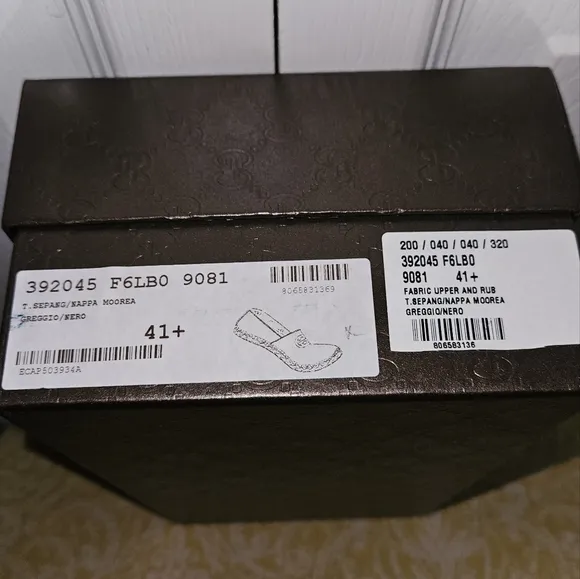 392045 F6LB0 9081
8065831369
T.SEPANG/NAPPA MOOREA
GREGGIO/NERO
41+
ECAP503934A
200 / 040 / 040 / 320
392045 F6LB0
9081 41+
FABRIC UPPER AND RUB
T.SEPANG/NAPPA MOOREA
GREGGIO/NERO
806583136